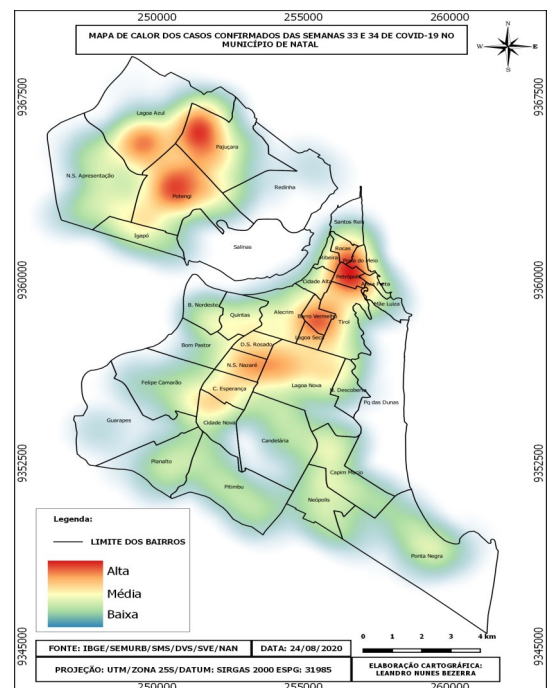 250000 255000 260000
MAPA DE CALOR DOS CASOS CONFIRMADOS DAS SEMANAS 33 E 34 DE COVID-19 NO
MUNICÍPIO DE NATAL
N
W E
S
9367500 9367500
Lagoa Azul
Pajuçara
N.S. Apresentação
Redinha
Potengi
Igapó
Santos Reis
Salinas
Rocas
Praia do Meio
Ribeira
9360000 9360000
Petrópolis
Cidade Alta
Areia Preta
Mãe Luiza
B. Nordeste
Quintas
Alecrim
Barro Vermelho
Tirol
Lagoa Seca
Bom Pastor
D.S. Rosado
N.S. Nazaré
Felipe Camarão
C. Esperança
Lagoa Nova
N. Descoberta
Pq das Dunas
Guarapes
Cidade Nova
Candelária
9352500 9352500
Planalto
Capim Macio
Pitimbu
Neópolis
Ponta Negra
Legenda:
LIMITE DOS BAIRROS
Alta
Média
Baixa
0 1 2 3 4 km
9345000 9345000
FONTE: IBGE/SEMURB/SMS/DVS/SVE/NAN DATA: 24/08/2020
PROJEÇÃO: UTM/ZONA 25S/DATUM: SIRGAS 2000 ESPG: 31985
ELABORAÇÃO CARTOGRÁFICA:
LEANDRO NUNES BEZERRA
250000 255000 260000